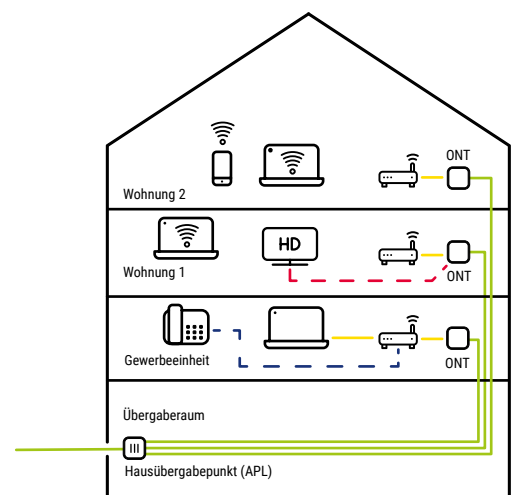 ONT
Wohnung 2
HD
Wohnung 1
ONT
Gewerbeeinheit
ONT
Übergaberaum
Hausübergabepunkt (APL)